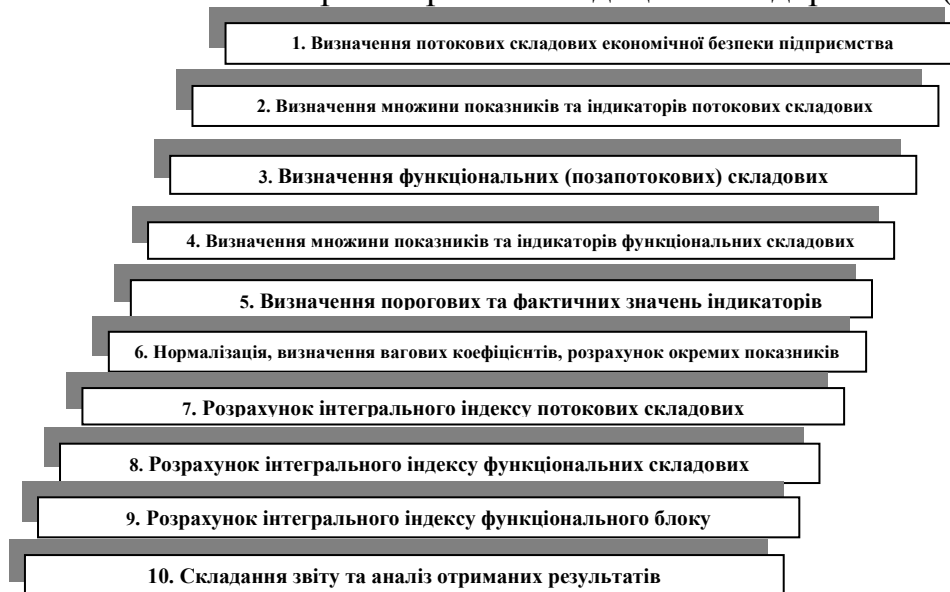 1. Визначення потокових складових економічної безпеки підприємства
2. Визначення множини показників та індикаторів потокових складових
3. Визначення функціональних (позапотокових) складових
4. Визначення множини показників та індикаторів функціональних складових
5. Визначення порогових та фактичних значень індикаторів
6. Нормалізація, визначення вагових коефіцієнтів, розрахунок окремих показників
7. Розрахунок інтегрального індексу потокових складових
8. Розрахунок інтегрального індексу функціональних складових
9. Розрахунок інтегрального індексу функціонального блоку
10. Складання звіту та аналіз отриманих результатів